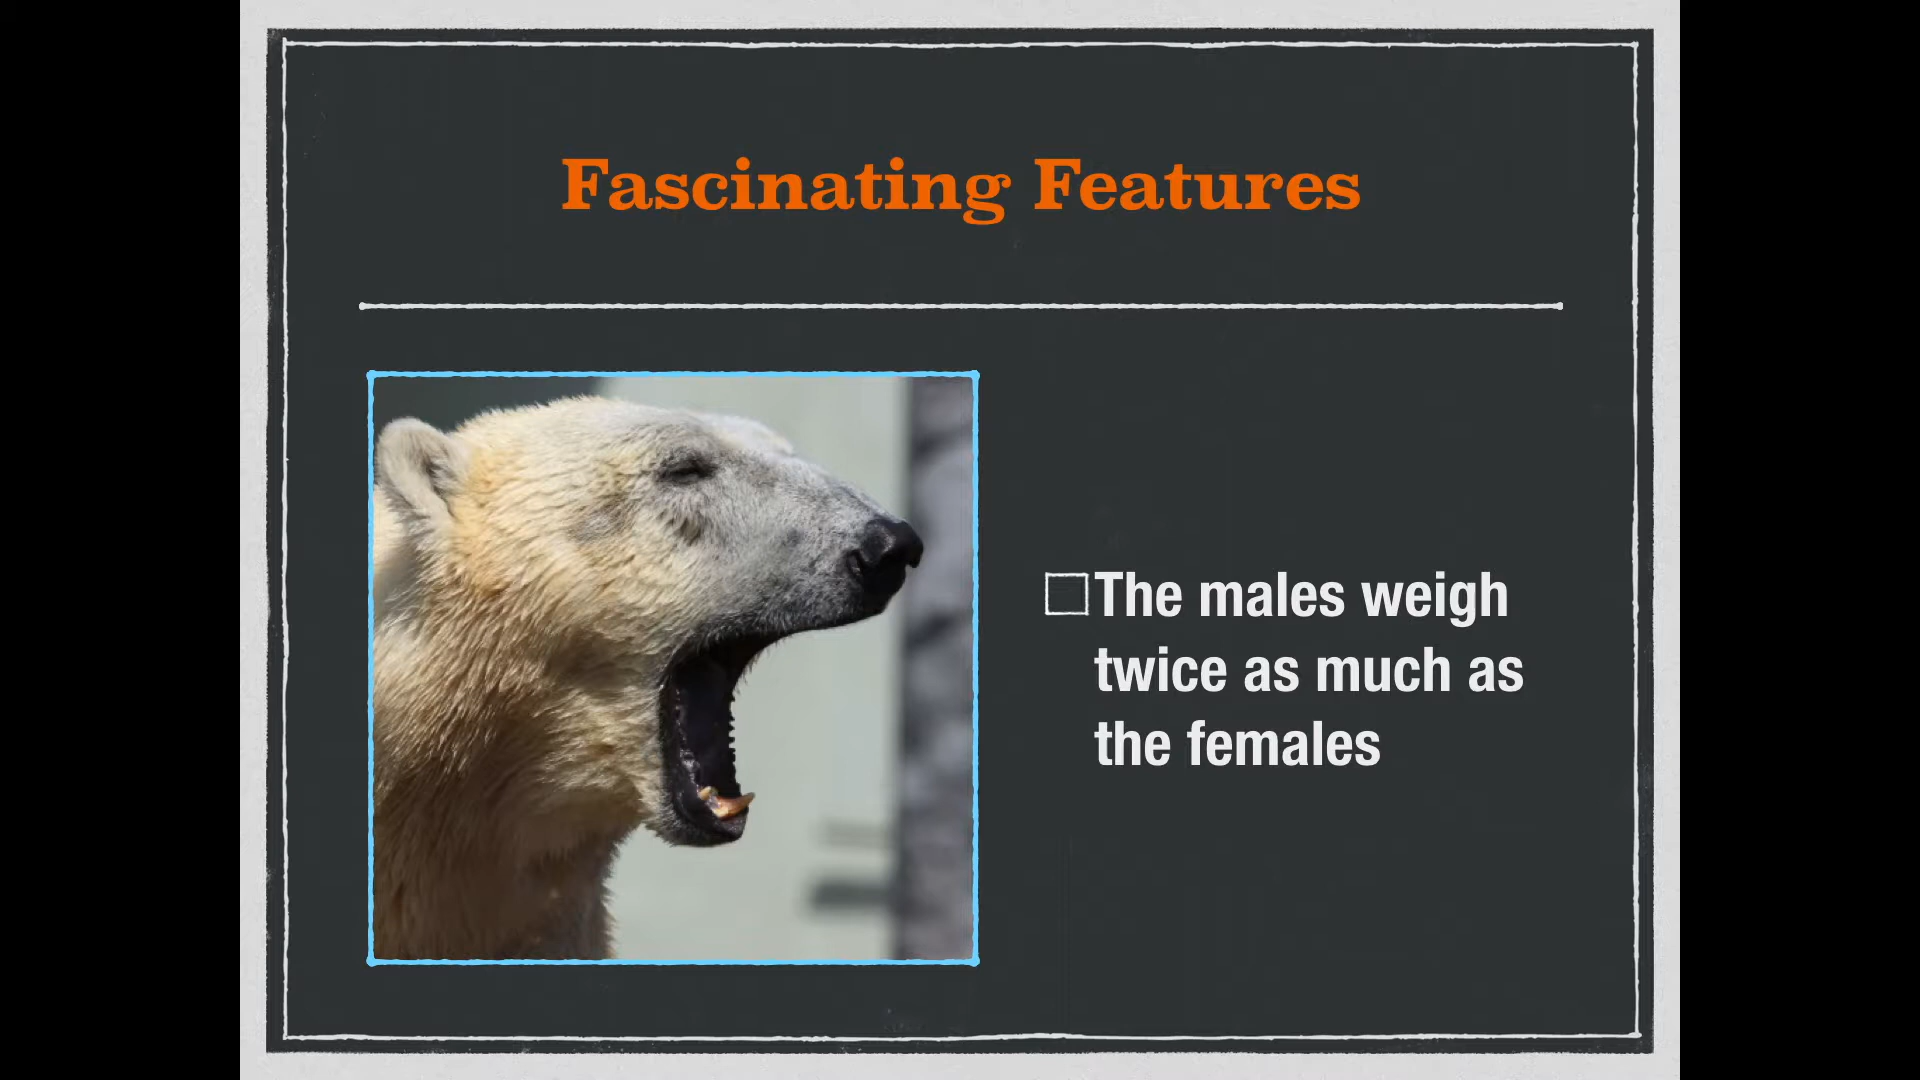 Fascinating Features
The males weigh
twice as much as
the females